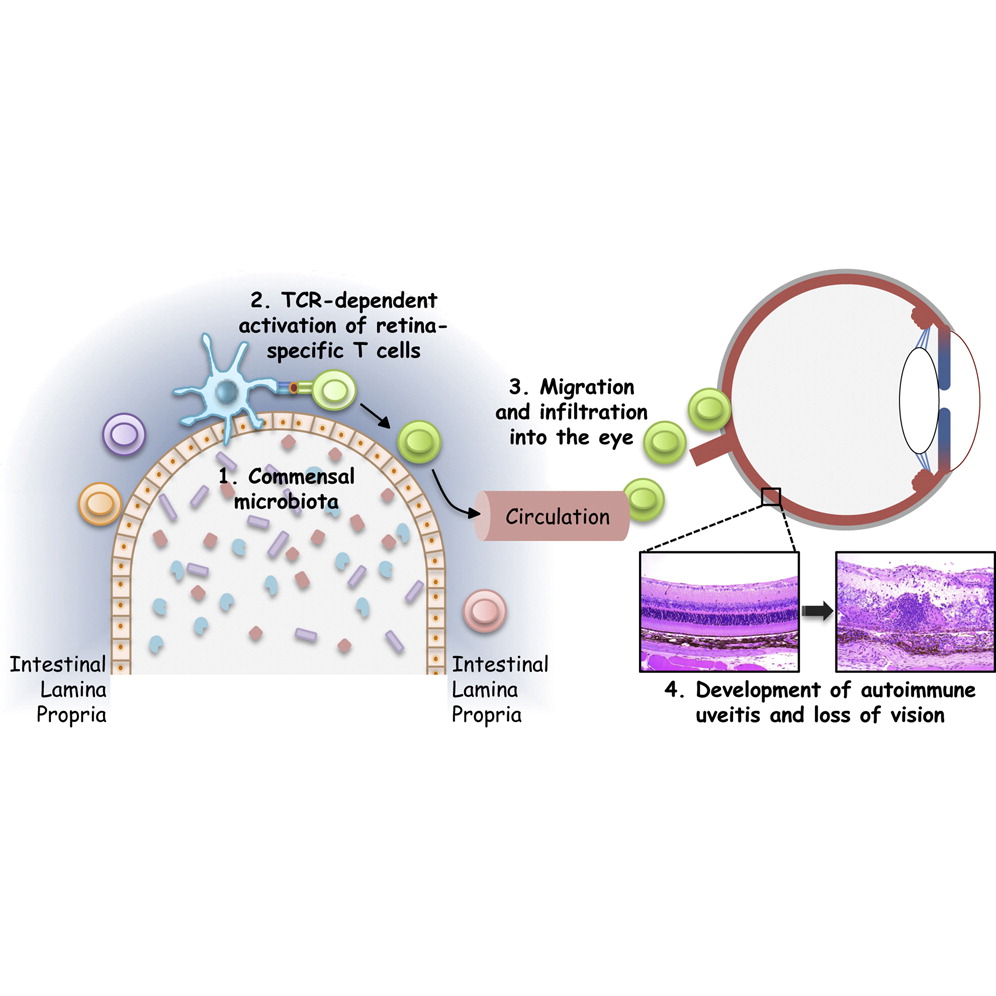 2. TCR-dependent
activation of retina-
specific T cells
1. Commensal
microbiota
3. Migration
and infiltration
into the eye
Circulation
Intestinal
Lamina
Propria
Intestinal
Lamina
Propria
4. Development of autoimmune
uveitis and loss of vision